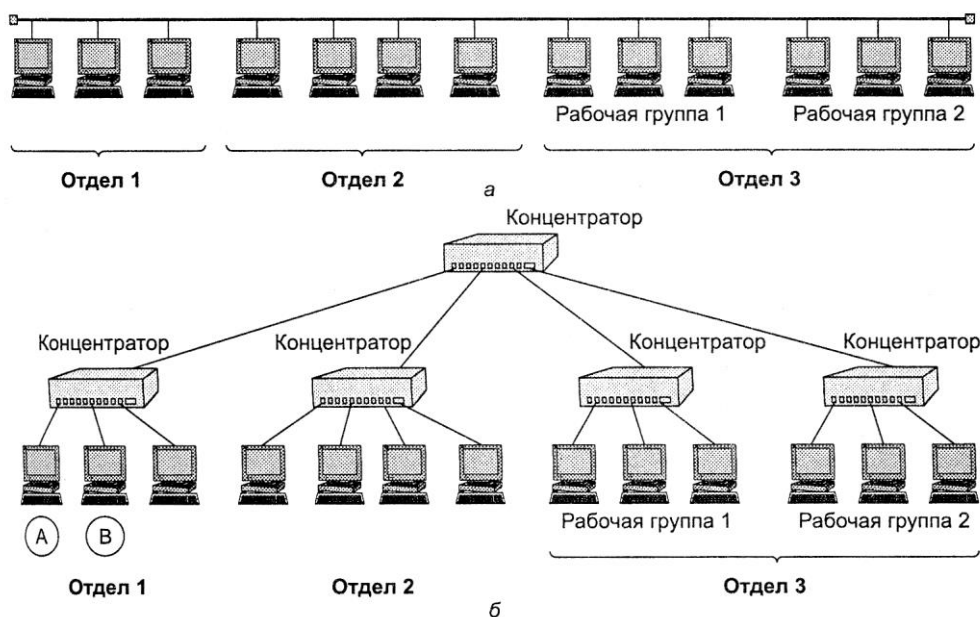 Рабочая группа 1 Рабочая группа 2
Отдел 1 Отдел 2 Отдел 3
а
Концентратор
Концентратор Концентратор Концентратор Концентратор
A B
Рабочая группа 1 Рабочая группа 2
Отдел 1 Отдел 2 Отдел 3
б